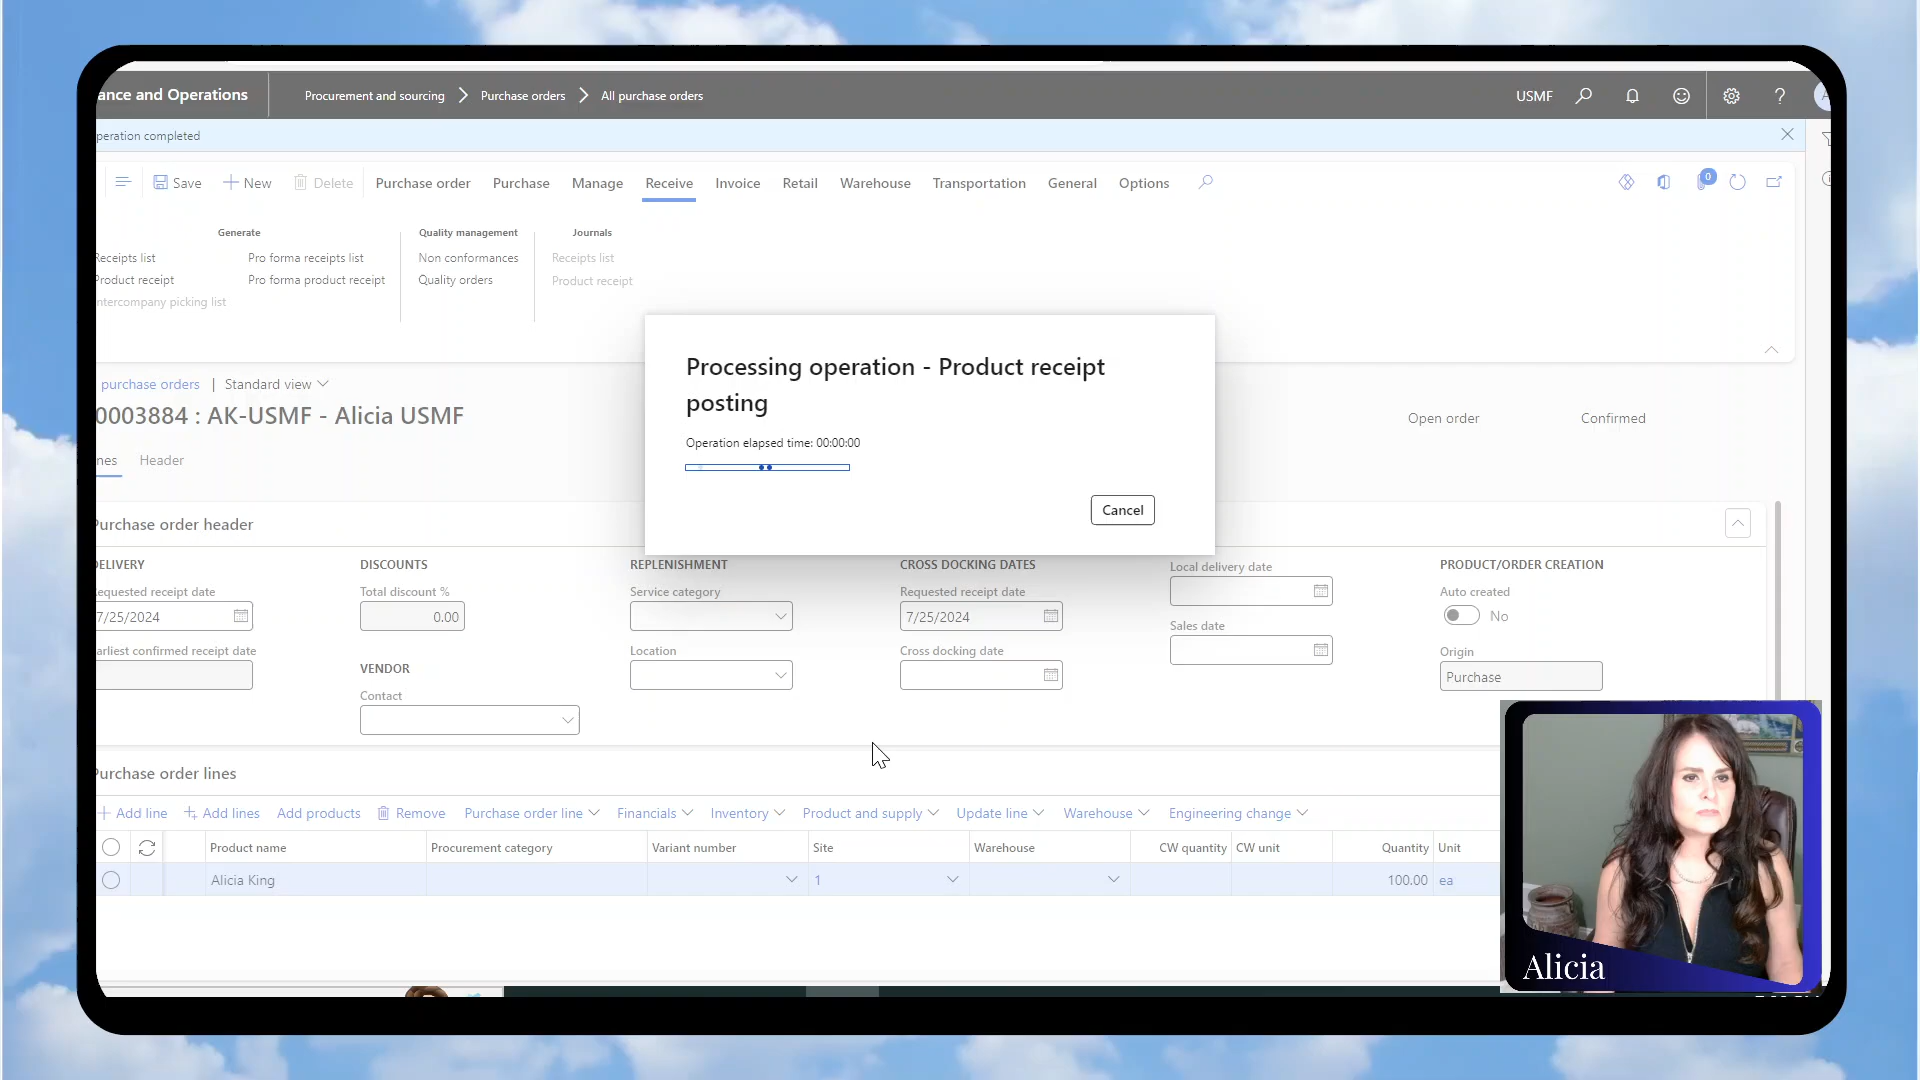 ance and Operations
Procurement and sourcing
Purchase orders
All purchase orders
USMF
peration completed
Save
New
Delete
Purchase order
Purchase
Manage
Receive
Invoice
Retail
Warehouse
Transportation
General
Options
0
Generate
Receipts list
Pro forma receipts list
Product receipt
Pro forma product receipt
ntercompany picking list
Quality management
Non conformances
Quality orders
Journals
Receipts list
Product receipt
Processing operation - Product receipt
posting
Operation elapsed time: 00:00:00
Cancel
purchase orders | Standard view
0003884 : AK-USMF - Alicia USMF
Open order
Confirmed
nes
Header
Purchase order header
DELIVERY
equested receipt date
7/25/2024
arliest confirmed receipt date
DISCOUNTS
Total discount %
0.00
VENDOR
Contact
REPLENISHMENT
Service category
Location
CROSS DOCKING DATES
Requested receipt date
7/25/2024
Cross docking date
Local delivery date
Sales date
PRODUCT/ORDER CREATION
Auto created
No
Origin
Purchase
Purchase order lines
Add line
Add lines
Add products
Remove
Purchase order line
Financials
Inventory
Product and supply
Update line
Warehouse
Engineering change
Product name
Procurement category
Variant number
Site
Warehouse
CW quantity
CW unit
Quantity
Unit
Alicia King
1
100.00
ea
Alicia